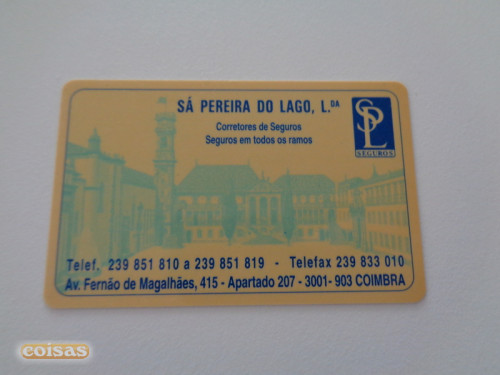 SÁ PEREIRA DO LAGO, L.DA
Corretores de Seguros
Seguros em todos os ramos
SPL
SEGUROS
Telef. 239 851 810 a 239 851 819 - Telefax 239 833 010
Av. Fernão de Magalhães, 415 - Apartado 207 - 3001- 903 COIMBRA
coisas